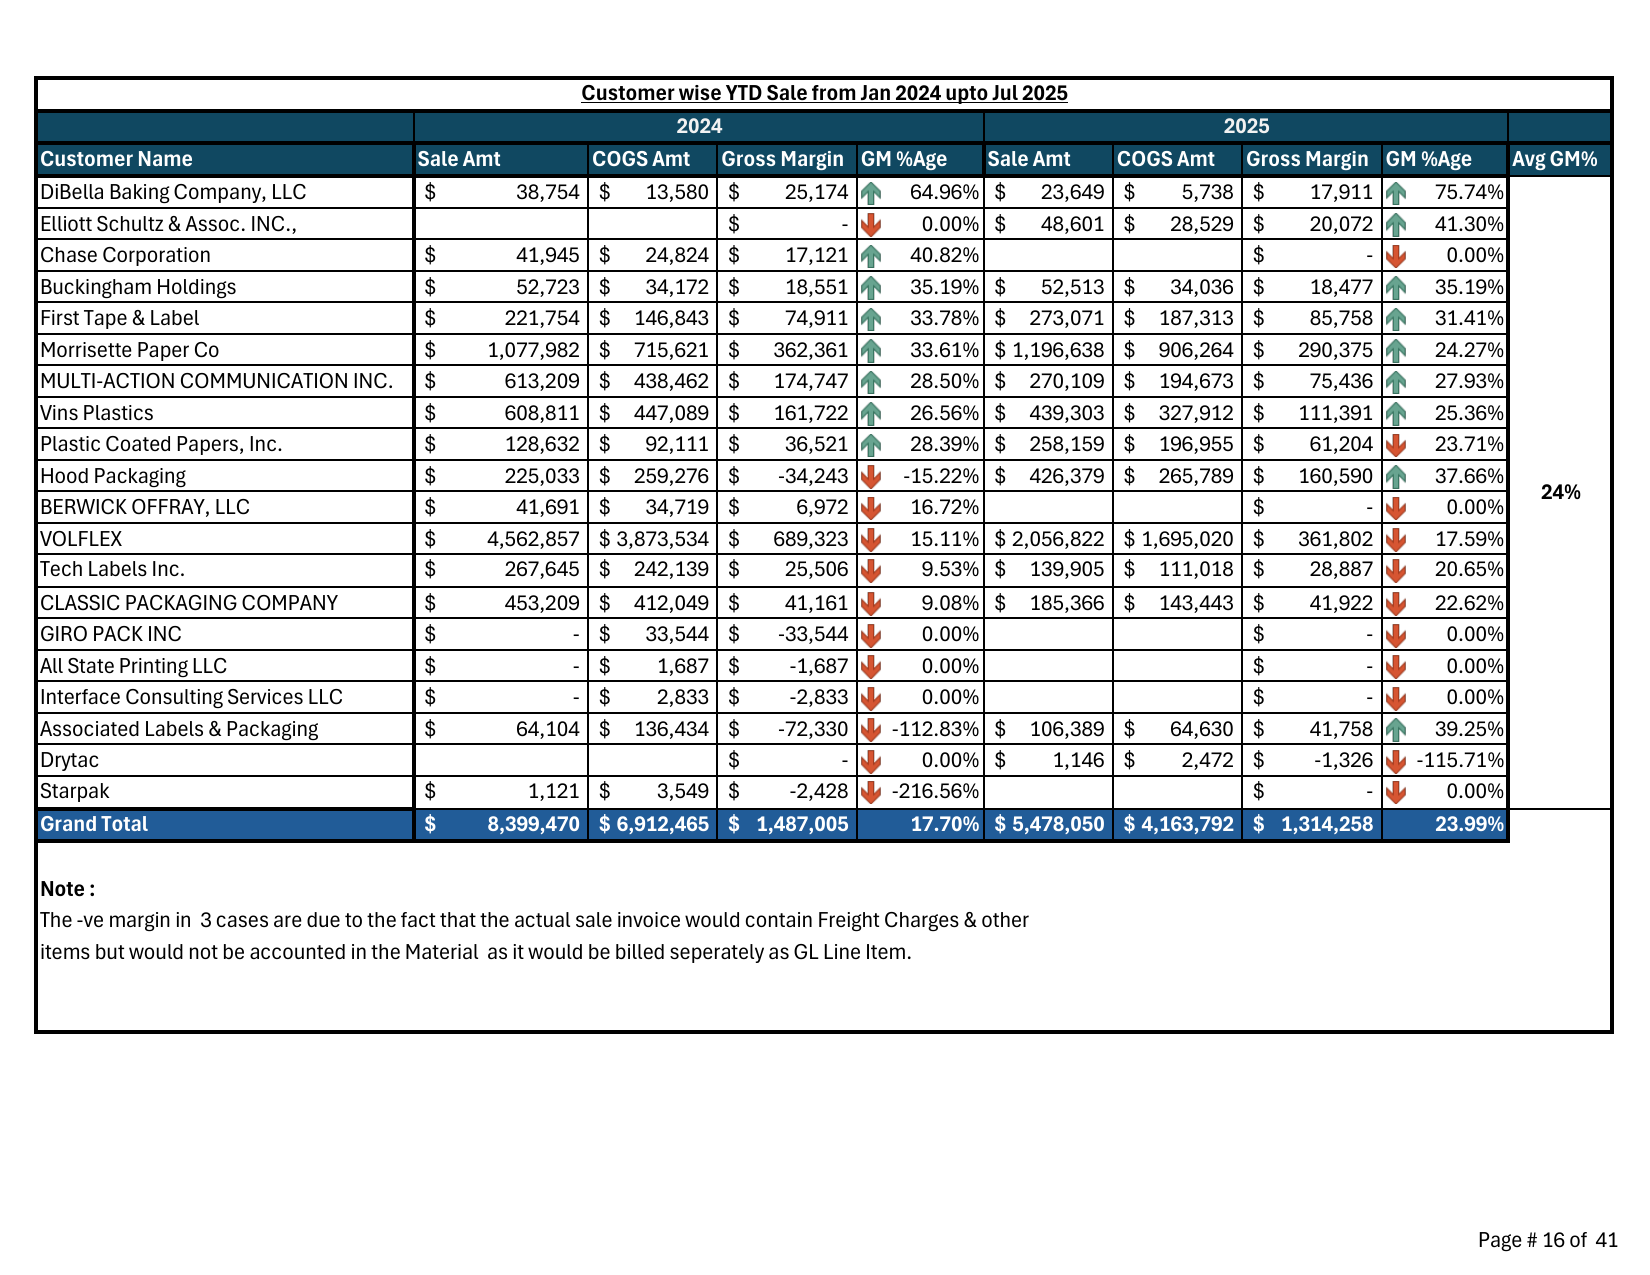 Customer wise YTD Sale from Jan 2024 upto Jul 2025
2024 2025
Customer Name Sale Amt COGS Amt Gross Margin GM %Age Sale Amt COGS Amt Gross Margin GM %Age Avg GM%
DiBella Baking Company, LLC $ 38,754 $ 13,580 $ 25,174 64.96% $ 23,649 $ 5,738 $ 17,911 75.74%
Elliott Schultz & Assoc. INC., $ - 0.00% $ 48,601 $ 28,529 $ 20,072 41.30%
Chase Corporation $ 41,945 $ 24,824 $ 17,121 40.82% $ - 0.00%
Buckingham Holdings $ 52,723 $ 34,172 $ 18,551 35.19% $ 52,513 $ 34,036 $ 18,477 35.19%
First Tape & Label $ 221,754 $ 146,843 $ 74,911 33.78% $ 273,071 $ 187,313 $ 85,758 31.41%
Morrisette Paper Co $ 1,077,982 $ 715,621 $ 362,361 33.61% $ 1,196,638 $ 906,264 $ 290,375 24.27%
MULTI-ACTION COMMUNICATION INC. $ 613,209 $ 438,462 $ 174,747 28.50% $ 270,109 $ 194,673 $ 75,436 27.93%
Vins Plastics $ 608,811 $ 447,089 $ 161,722 26.56% $ 439,303 $ 327,912 $ 111,391 25.36%
Plastic Coated Papers, Inc. $ 128,632 $ 92,111 $ 36,521 28.39% $ 258,159 $ 196,955 $ 61,204 23.71%
Hood Packaging $ 225,033 $ 259,276 $ -34,243 -15.22% $ 426,379 $ 265,789 $ 160,590 37.66%
24%
BERWICK OFFRAY, LLC $ 41,691 $ 34,719 $ 6,972 16.72% $ - 0.00%
VOLFLEX $ 4,562,857 $ 3,873,534 $ 689,323 15.11% $ 2,056,822 $ 1,695,020 $ 361,802 17.59%
Tech Labels Inc. $ 267,645 $ 242,139 $ 25,506 9.53% $ 139,905 $ 111,018 $ 28,887 20.65%
CLASSIC PACKAGING COMPANY $ 453,209 $ 412,049 $ 41,161 9.08% $ 185,366 $ 143,443 $ 41,922 22.62%
GIRO PACK INC $ - $ 33,544 $ -33,544 0.00% $ - 0.00%
All State Printing LLC $ - $ 1,687 $ -1,687 0.00% $ - 0.00%
Interface Consulting Services LLC $ - $ 2,833 $ -2,833 0.00% $ - 0.00%
Associated Labels & Packaging $ 64,104 $ 136,434 $ -72,330 -112.83% $ 106,389 $ 64,630 $ 41,758 39.25%
Drytac $ - 0.00% $ 1,146 $ 2,472 $ -1,326 -115.71%
Starpak $ 1,121 $ 3,549 $ -2,428 -216.56% $ - 0.00%
Grand Total $ 8,399,470 $ 6,912,465 $ 1,487,005 17.70% $ 5,478,050 $ 4,163,792 $ 1,314,258 23.99%
Note :
The -ve margin in 3 cases are due to the fact that the actual sale invoice would contain Freight Charges & other
items but would not be accounted in the Material as it would be billed seperately as GL Line Item.
Page # 16 of 41